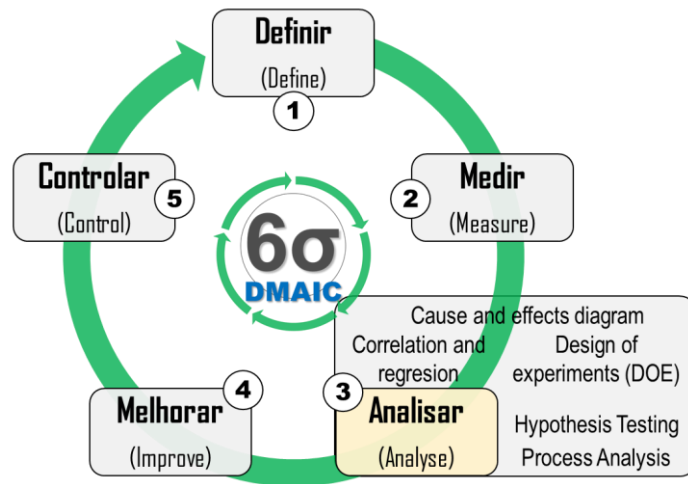 Definir
(Define)
1
Controlar
(Control)
5
2
Medir
(Measure)
6σ
DMAIC
Cause and effects diagram
Correlation and
regresion
Design of
experiments (DOE)
4
Melhorar
(Improve)
3
Analisar
(Analyse)
Hypothesis Testing
Process Analysis